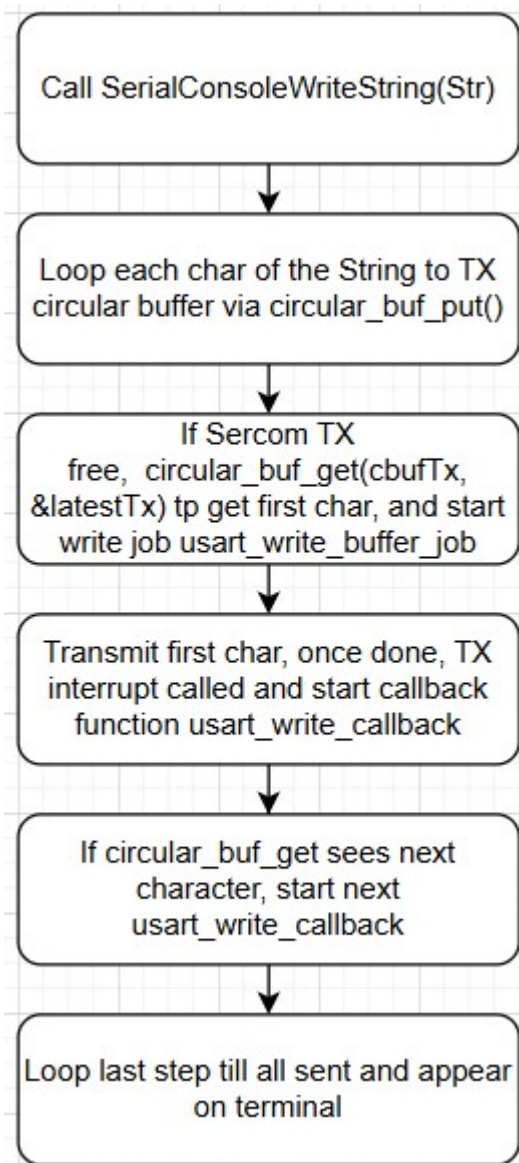 Call SerialConsoleWriteString(Str)
Loop each char of the String to TX
circular buffer via circular_buf_put()
If Sercom TX
free,  circular_buf_get(cbufTx,
&latestTx) tp get first char, and start
write job usart_write_buffer_job
Transmit first char, once done, TX
interrupt called and start callback
function usart_write_callback
If circular_buf_get sees next
character, start next
usart_write_callback
Loop last step till all sent and appear
on terminal